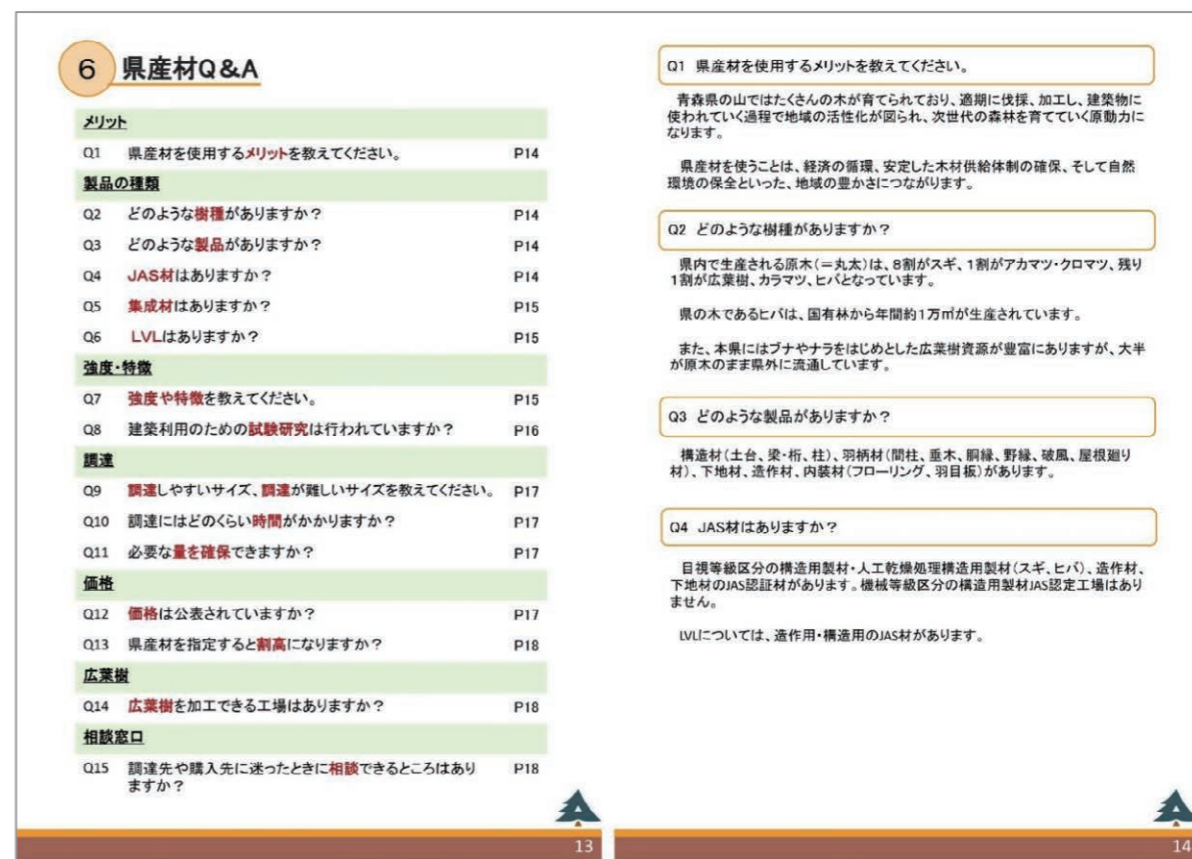 6 県産材Q&A
メリット
Q1 県産材を使用するメリットを教えてください。 P14
製品の種類
Q2 どのような樹種がありますか？ P14
Q3 どのような製品がありますか？ P14
Q4 JAS材はありますか？ P14
Q5 集成材はありますか？ P15
Q6 LVLはありますか？ P15
強度・特徴
Q7 強度や特徴を教えてください。 P15
Q8 建築利用のための試験研究は行われていますか？ P16
調達
Q9 調達しやすいサイズ、調達が難しいサイズを教えてください。 P17
Q10 調達にはどのくらい時間がかかりますか？ P17
Q11 必要な量を確保できますか？ P17
価格
Q12 価格は公表されていますか？ P17
Q13 県産材を指定すると割高になりますか？ P18
広葉樹
Q14 広葉樹を加工できる工場はありますか？ P18
相談窓口
Q15 調達先や購入先に迷ったときに相談できるところはあり P18
ますか？
13
Q1 県産材を使用するメリットを教えてください。
青森県の山ではたくさんの木が育てられており、適期に伐採、加工し、建築物に
使われていく過程で地域の活性化が図られ、次世代の森林を育てていく原動力に
なります。
県産材を使うことは、経済の循環、安定した木材供給体制の確保、そして自然
環境の保全といった、地域の豊かさにつながります。
Q2 どのような樹種がありますか？
県内で生産される原木（＝丸太）は、8割がスギ、1割がアカマツ・クロマツ、残り
1割が広葉樹、カラマツ、ヒバとなっています。
県の木であるヒバは、国有林から年間約1万㎥が生産されています。
また、本県にはブナやナラをはじめとした広葉樹資源が豊富にありますが、大半
が原木のまま県外に流通しています。
Q3 どのような製品がありますか？
構造材（土台、梁・桁、柱）、羽柄材（間柱、垂木、胴縁、野縁、破風、屋根廻り
材）、下地材、造作材、内装材（フローリング、羽目板）があります。
Q4 JAS材はありますか？
目視等級区分の構造用製材・人工乾燥処理構造用製材（スギ、ヒバ）、造作材、
下地材のJAS認証材があります。機械等級区分の構造用製材JAS認定工場はあり
ません。
LVLについては、造作用・構造用のJAS材があります。
14